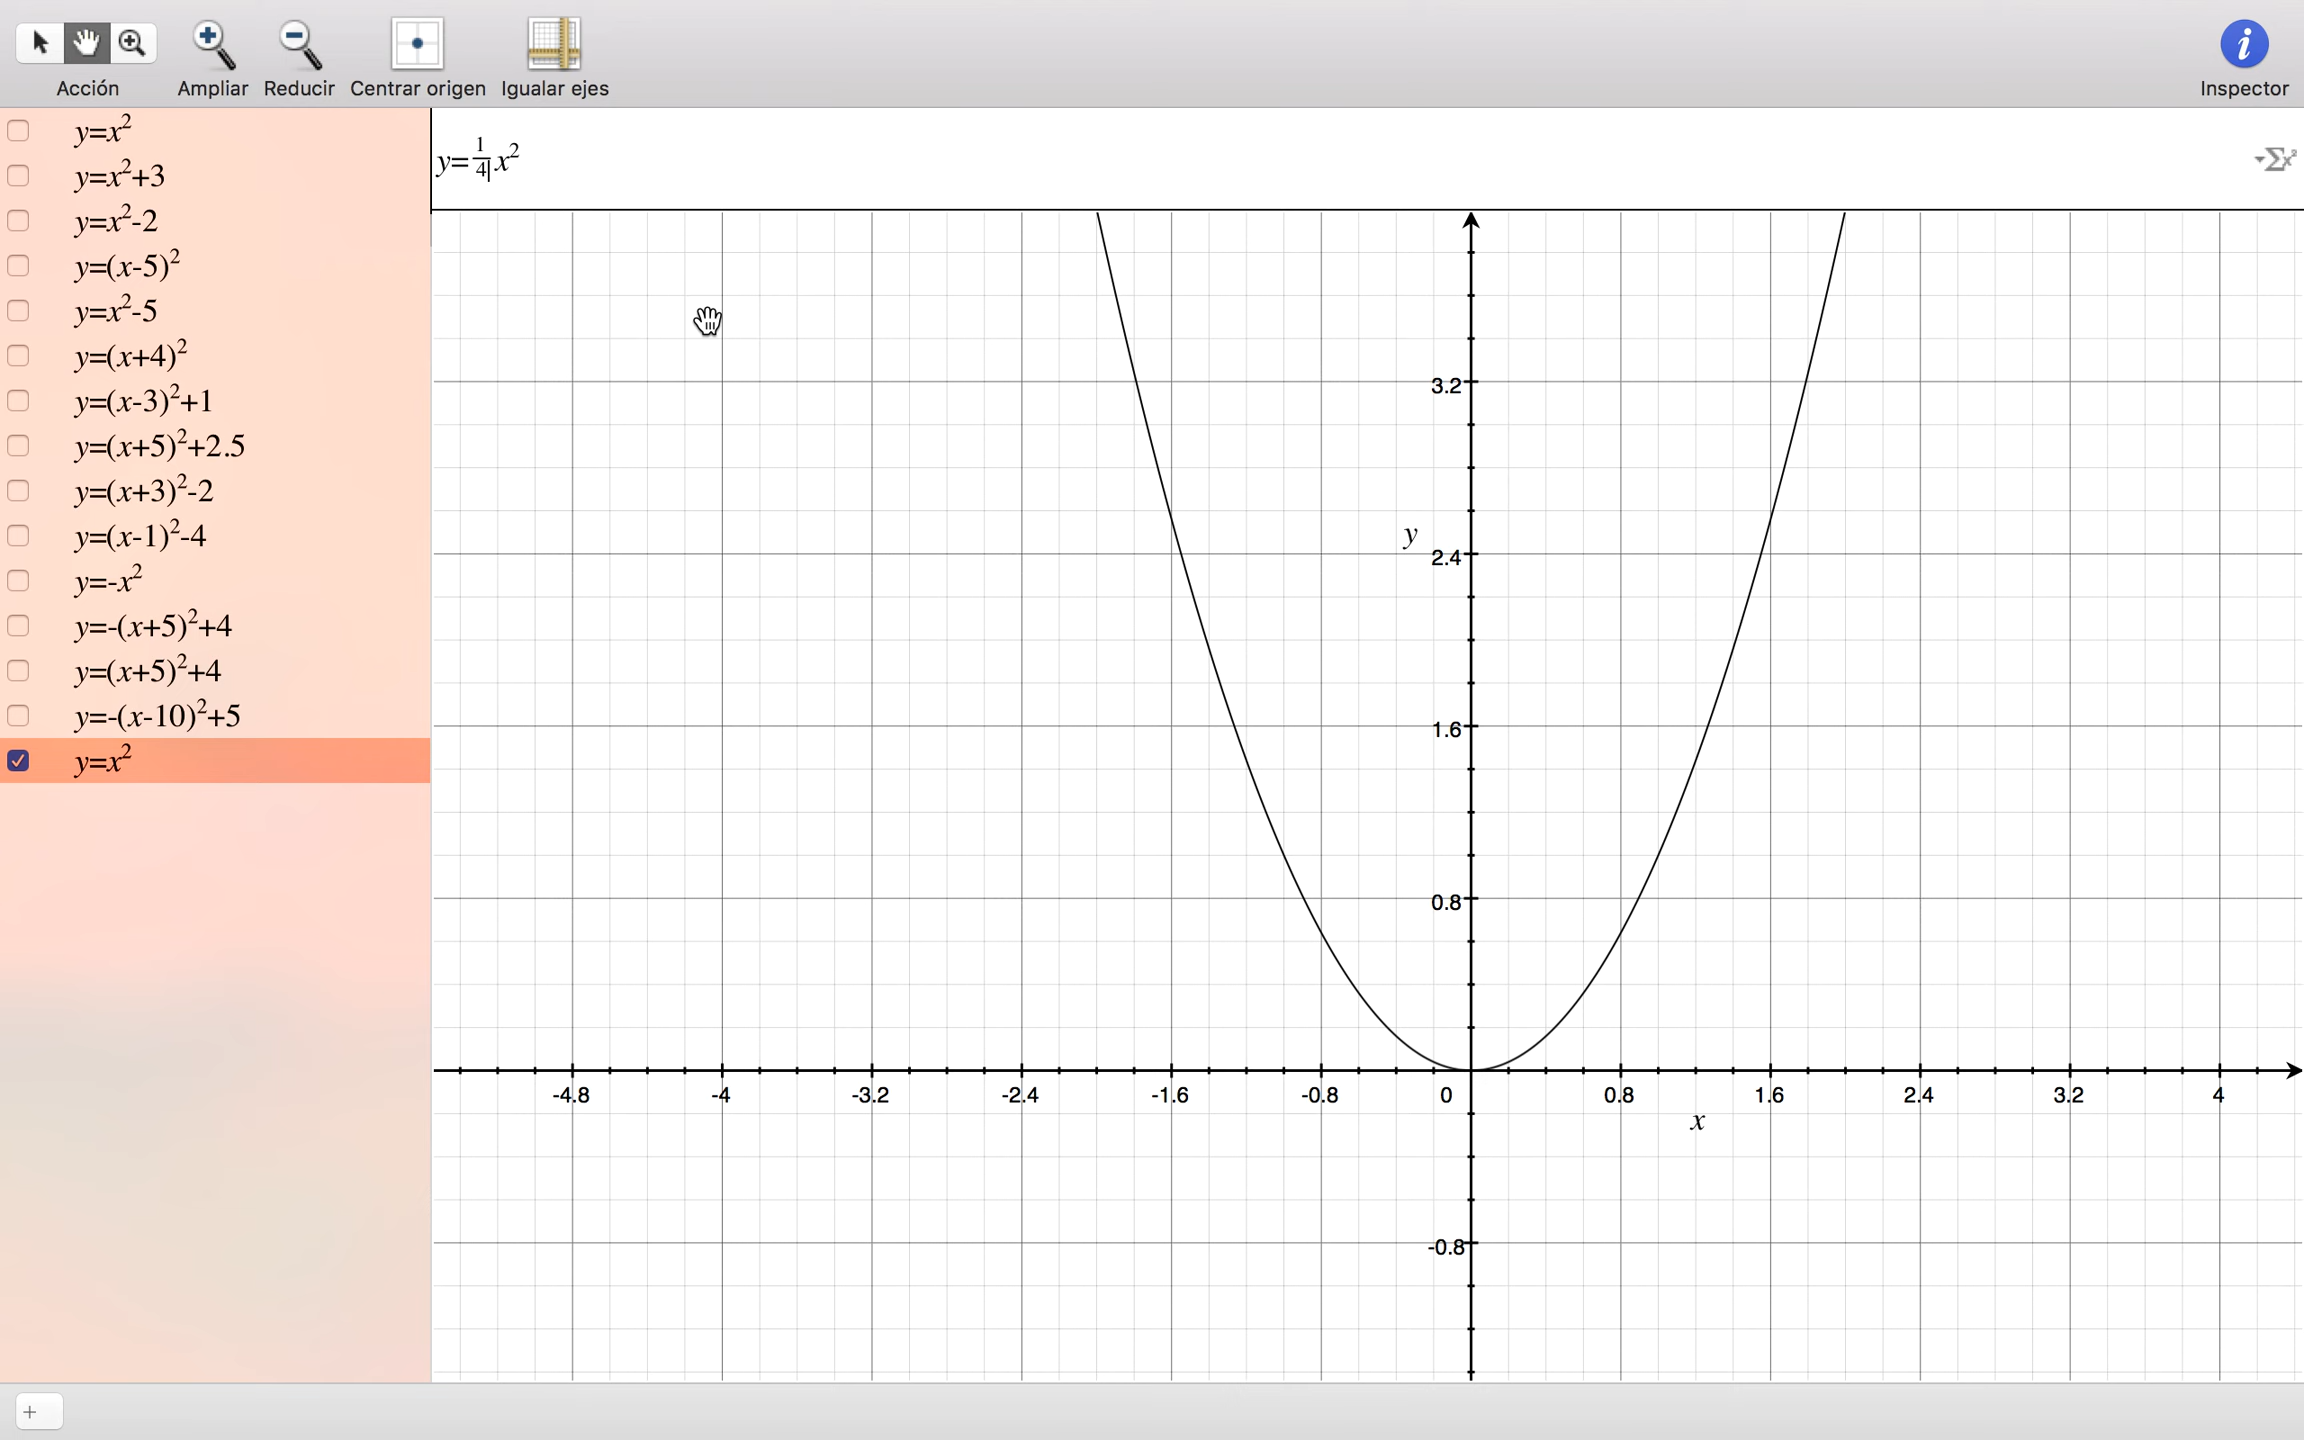 Acción
Ampliar
Reducir
Centrar origen
Igualar ejes
Inspector
y=x²
y=x²+3
y=x²-2
y=(x-5)²
y=x²-5
y=(x+4)²
y=(x-3)²+1
y=(x+5)²+2.5
y=(x+3)²-2
y=(x-1)²-4
y=-x²
y=-(x+5)²+4
y=(x+5)²+4
y=-(x-10)²+5
y=x²
y=1/4x²
Σx²
3.2
y
2.4
1.6
0.8
-4.8 -4 -3.2 -2.4 -1.6 -0.8 0 0.8 1.6 2.4 3.2 4
x
-0.8
+